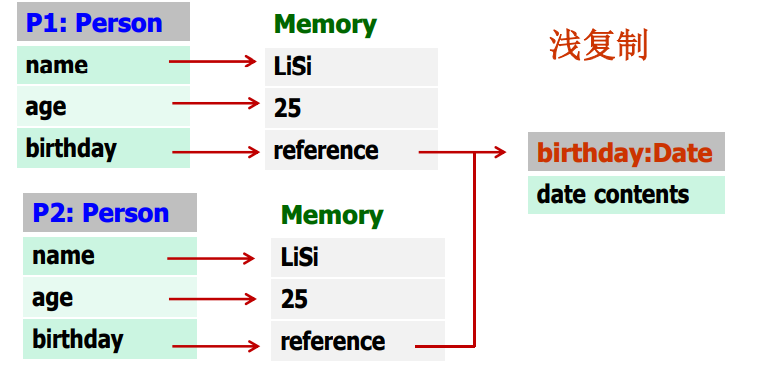 P1: Person
Memory
浅复制
name
LiSi
age
25
birthday
reference
birthday:Date
date contents
P2: Person
Memory
name
LiSi
age
25
birthday
reference